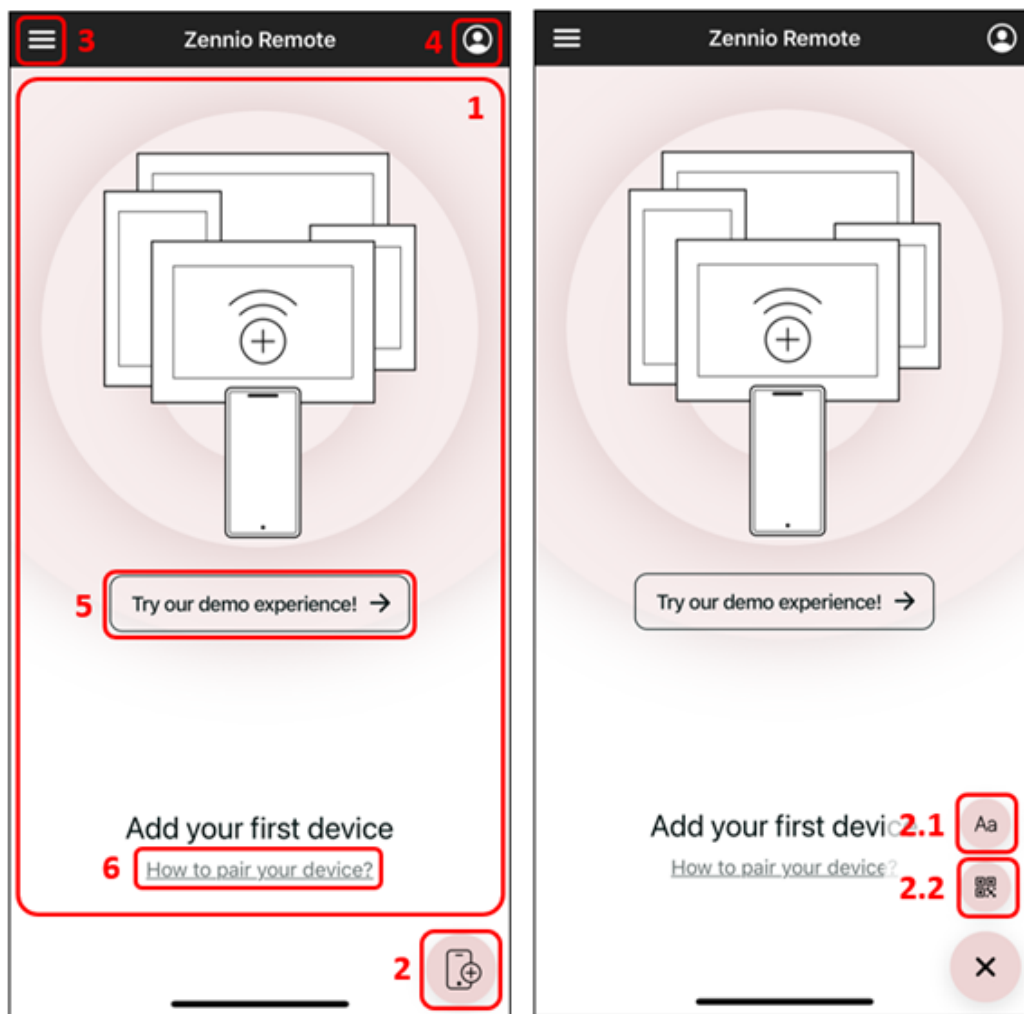 3 Zennio Remote 4
1
5 Try our demo experience! →
Add your first device
6 How to pair your device?
2
Zennio Remote
Try our demo experience! →
Add your first device
2.1 Aa
How to pair your device?
2.2